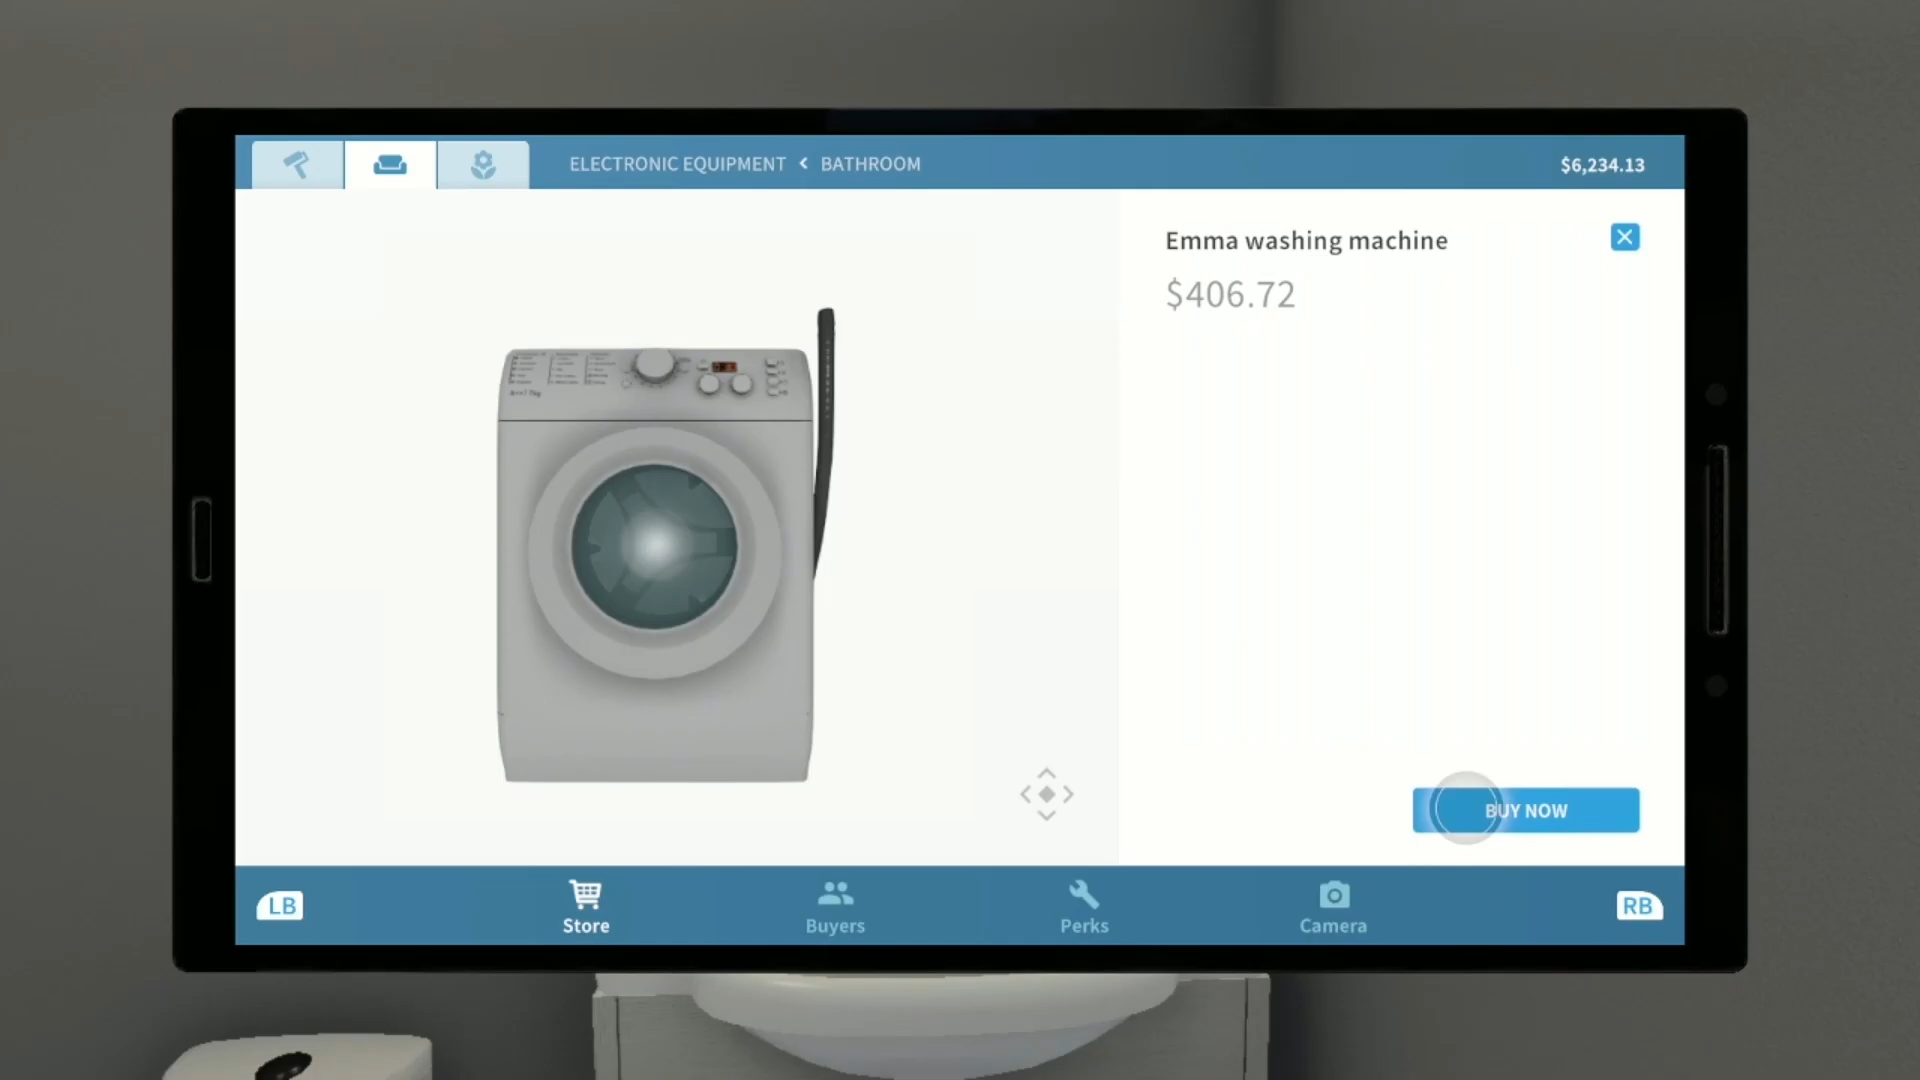 ELECTRONIC EQUIPMENT < BATHROOM
$6,234.13
Emma washing machine
$406.72
BUY NOW
LB
Store
Buyers
Perks
Camera
RB